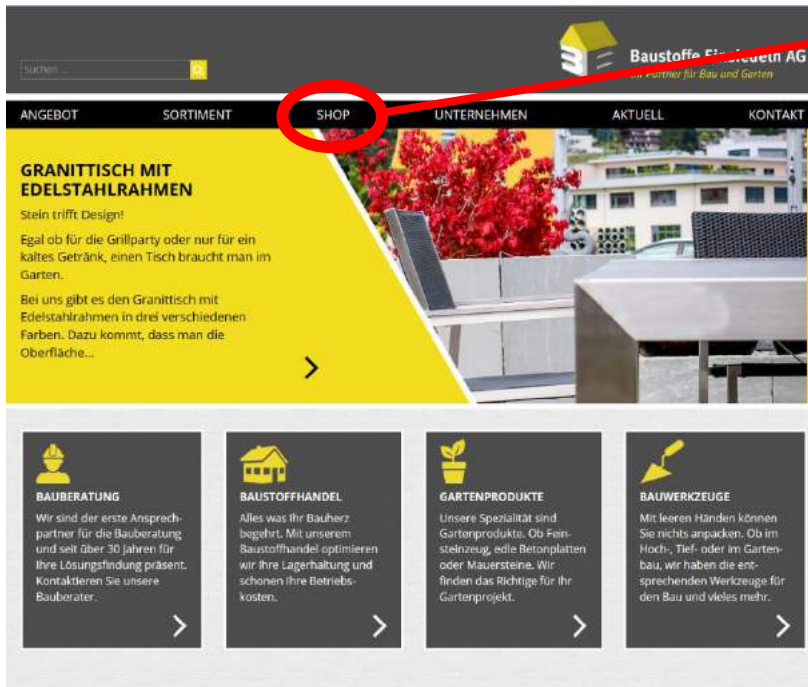 Suchen ...
Baustoffe Einsiedeln AG
Ihr Partner für Bau und Garten
ANGEBOT SORTIMENT SHOP UNTERNEHMEN AKTUELL KONTAKT
GRANITTISCH MIT
EDELSTAHLRAHMEN
Stein trifft Design!
Egal ob für die Grillparty oder nur für ein
kaltes Getränk, einen Tisch braucht man im
Garten.
Bei uns gibt es den Granittisch mit
Edelstahlrahmen in drei verschiedenen
Farben. Dazu kommt, dass man die
Oberfläche...
BAUBERATUNG
Wir sind der erste Ansprech-
partner für die Bauberatung
und seit über 30 Jahren für
Ihre Lösungsfindung präsent.
Kontaktieren Sie unsere
Bauberater.
BAUSTOFFHANDEL
Alles was Ihr Bauherz
begehrt. Mit unserem
Baustoffhandel optimieren
wir Ihre Lagerhaltung und
schonen Ihre Betriebs-
kosten.
GARTENPRODUKTE
Unsere Spezialität sind
Gartenprodukte. Ob Fein-
steinzeug, edle Betonplatten
oder Mauersteine. Wir
finden das Richtige für Ihr
Gartenprojekt.
BAUWERKZEUGE
Mit leeren Händen können
Sie nichts anpacken. Ob im
Hoch-, Tief- oder im Garten-
bau, wir haben die ent-
sprechenden Werkzeuge für
den Bau und vieles mehr.